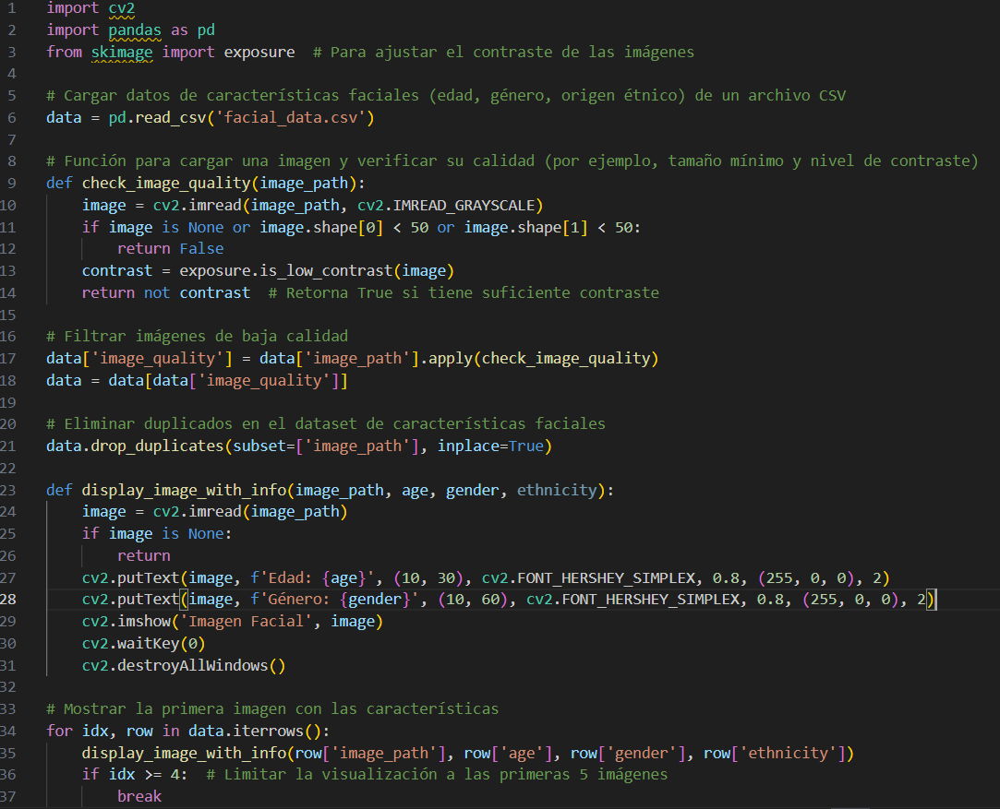 1 import cv2
2 import pandas as pd
3 from skimage import exposure  # Para ajustar el contraste de las imágenes
4
5 # Cargar datos de características faciales (edad, género, origen étnico) de un archivo CSV
6 data = pd.read_csv('facial_data.csv')
7
8 # Función para cargar una imagen y verificar su calidad (por ejemplo, tamaño mínimo y nivel de contraste)
9 def check_image_quality(image_path):
10     image = cv2.imread(image_path, cv2.IMREAD_GRAYSCALE)
11     if image is None or image.shape[0] < 50 or image.shape[1] < 50:
12         return False
13     contrast = exposure.is_low_contrast(image)
14     return not contrast  # Retorna True si tiene suficiente contraste
15
16 # Filtrar imágenes de baja calidad
17 data['image_quality'] = data['image_path'].apply(check_image_quality)
18 data = data[data['image_quality']]
19
20 # Eliminar duplicados en el dataset de características faciales
21 data.drop_duplicates(subset=['image_path'], inplace=True)
22
23 def display_image_with_info(image_path, age, gender, ethnicity):
24     image = cv2.imread(image_path)
25     if image is None:
26         return
27     cv2.putText(image, f'Edad: {age}', (10, 30), cv2.FONT_HERSHEY_SIMPLEX, 0.8, (255, 0, 0), 2)
28     cv2.putText(image, f'Género: {gender}', (10, 60), cv2.FONT_HERSHEY_SIMPLEX, 0.8, (255, 0, 0), 2)
29     cv2.imshow('Imagen Facial', image)
30     cv2.waitKey(0)
31     cv2.destroyAllWindows()
32
33 # Mostrar la primera imagen con las características
34 for idx, row in data.iterrows():
35     display_image_with_info(row['image_path'], row['age'], row['gender'], row['ethnicity'])
36     if idx >= 4:  # Limitar la visualización a las primeras 5 imágenes
37         break